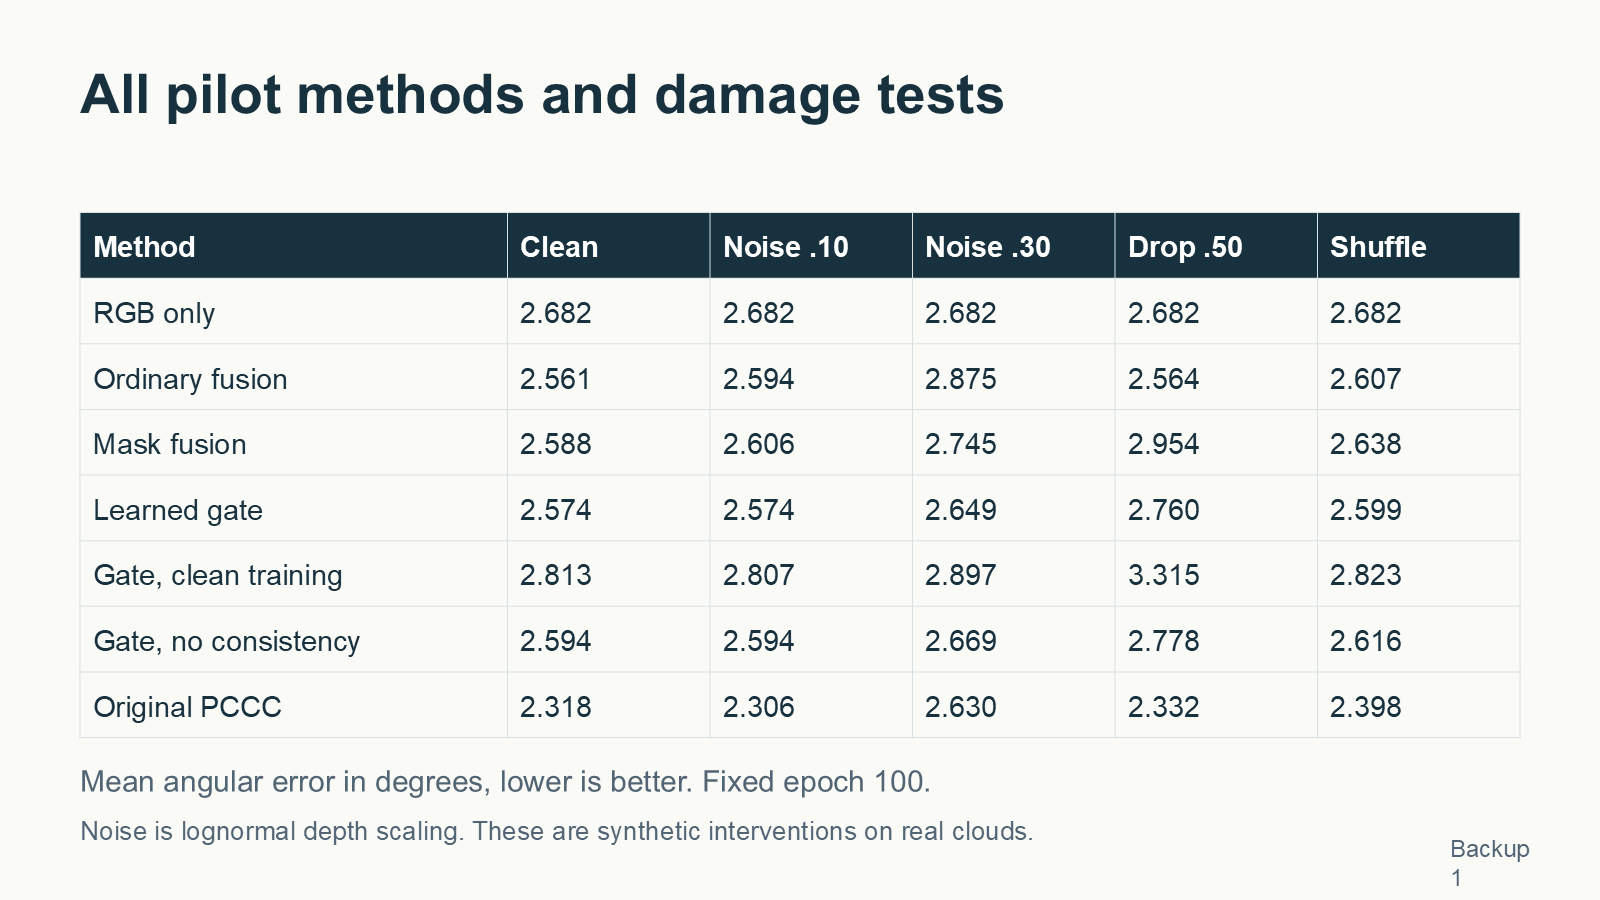 All pilot methods and damage tests
Method Clean Noise .10 Noise .30 Drop .50 Shuffle
RGB only 2.682 2.682 2.682 2.682 2.682
Ordinary fusion 2.561 2.594 2.875 2.564 2.607
Mask fusion 2.588 2.606 2.745 2.954 2.638
Learned gate 2.574 2.574 2.649 2.760 2.599
Gate, clean training 2.813 2.807 2.897 3.315 2.823
Gate, no consistency 2.594 2.594 2.669 2.778 2.616
Original PCCC 2.318 2.306 2.630 2.332 2.398
Mean angular error in degrees, lower is better. Fixed epoch 100.
Noise is lognormal depth scaling. These are synthetic interventions on real clouds.
Backup
1